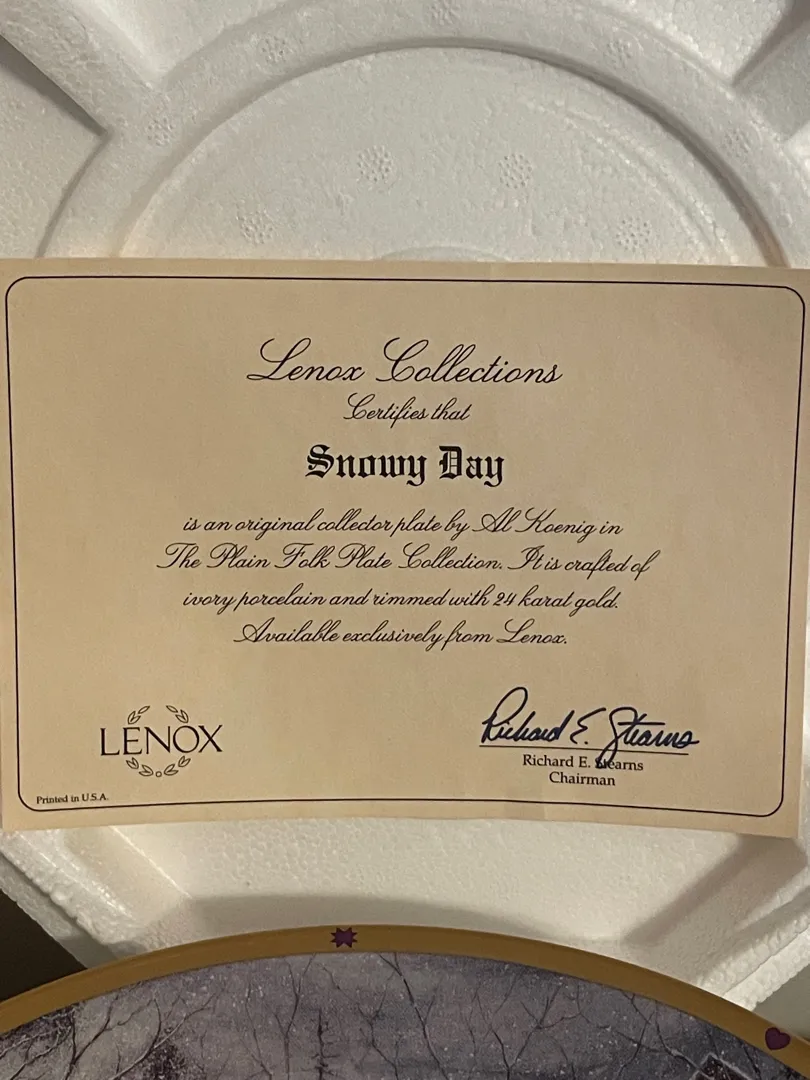 Lenox Collections
Certifies that
Snowy Day
is an original collector plate by Al Koenig in
The Plain Folk Plate Collection. It is crafted of
ivory porcelain and rimmed with 24 karat gold.
Available exclusively from Lenox.
LENOX
Richard E. Stearns
Richard E. Stearns
Chairman
Printed in U.S.A.